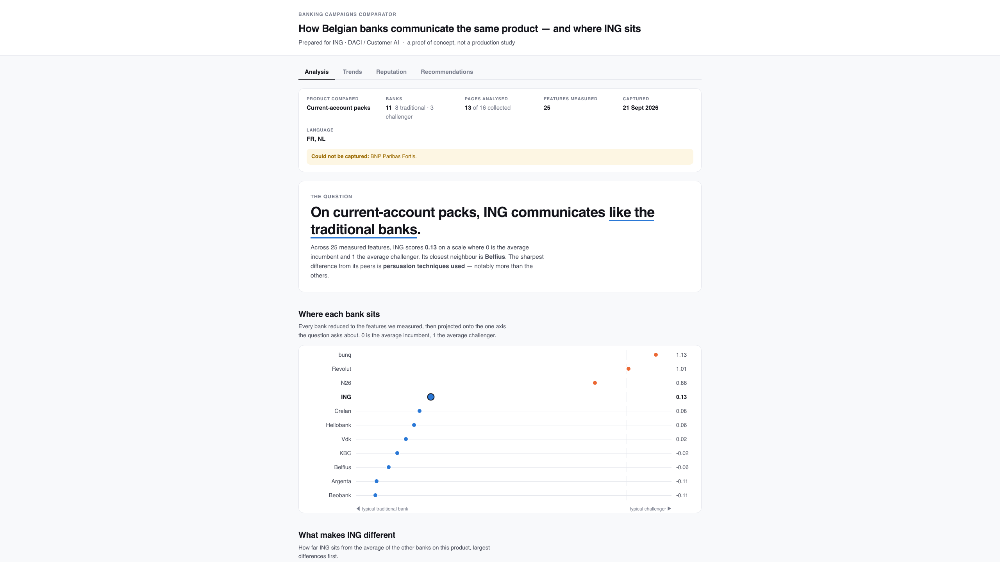 BANKING CAMPAIGNS COMPARATOR
How Belgian banks communicate the same product — and where ING sits
Prepared for ING · DACI / Customer AI · a proof of concept, not a production study
Analysis Trends Reputation Recommendations
PRODUCT COMPARED
Current-account packs
BANKS
11 8 traditional · 3
challenger
PAGES ANALYSED
13 of 16 collected
FEATURES MEASURED
25
CAPTURED
21 Sept 2026
LANGUAGE
FR, NL
Could not be captured: BNP Paribas Fortis.
THE QUESTION
On current-account packs, ING communicates like the
traditional banks.
Across 25 measured features, ING scores 0.13 on a scale where 0 is the average
incumbent and 1 the average challenger. Its closest neighbour is Belfius. The sharpest
difference from its peers is persuasion techniques used — notably more than the
others.
Where each bank sits
Every bank reduced to the features we measured, then projected onto the one axis
the question asks about. 0 is the average incumbent, 1 the average challenger.
bunq 1.13
Revolut 1.01
N26 0.86
ING 0.13
Crelan 0.08
Hellobank 0.06
Vdk 0.02
KBC -0.02
Belfius -0.06
Argenta -0.11
Beobank -0.11
◀ typical traditional bank typical challenger ▶
What makes ING different
How far ING sits from the average of the other banks on this product, largest
differences first.